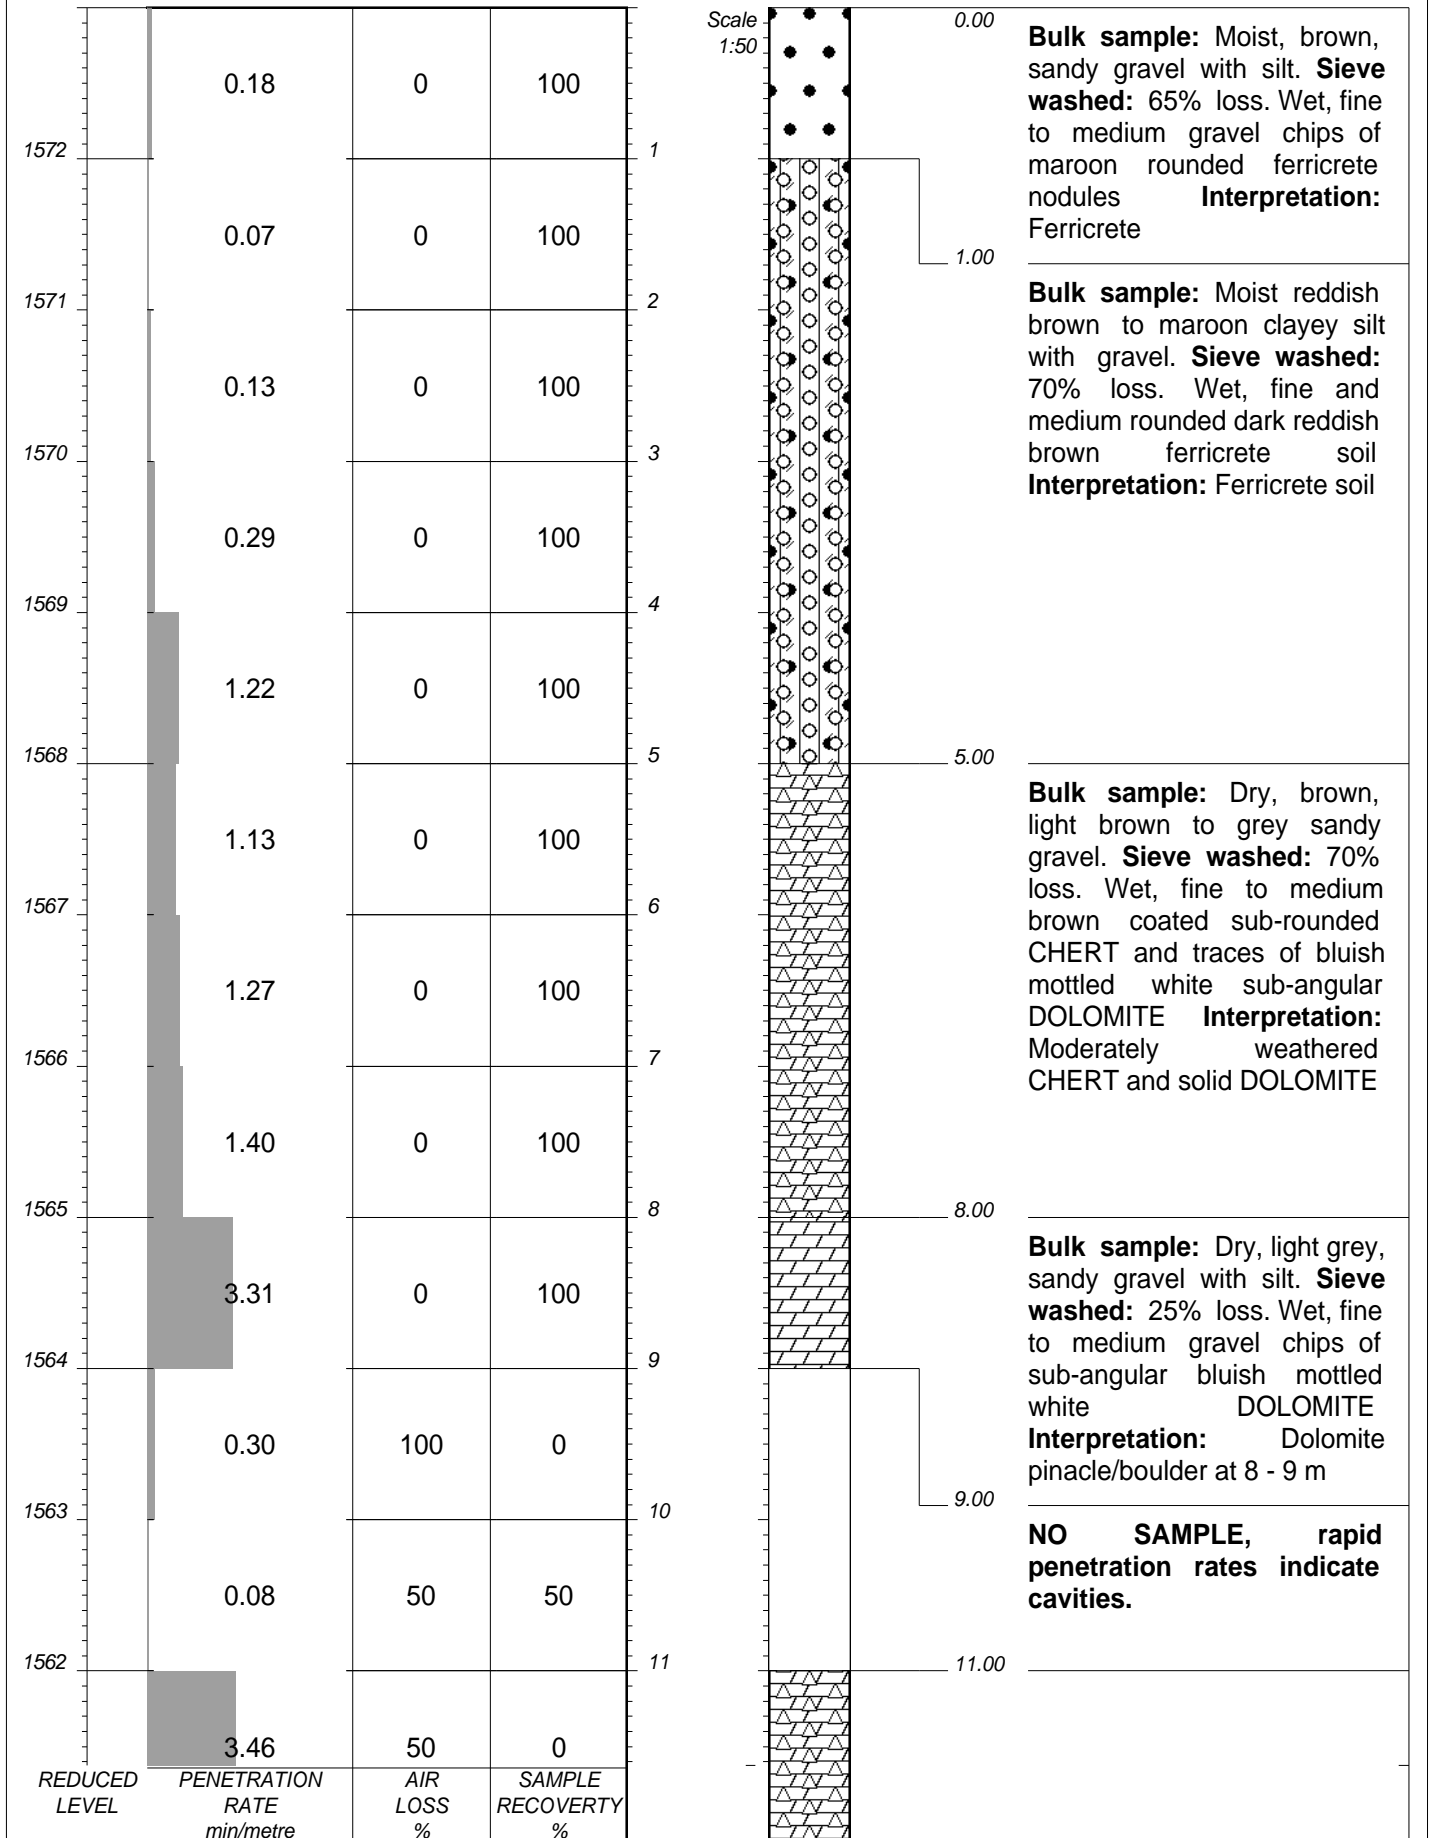 Scale
1:50
0.00
Bulk sample: Moist, brown,
sandy gravel with silt. Sieve
washed: 65% loss. Wet, fine
to medium gravel chips of
maroon rounded ferricrete
nodules Interpretation:
Ferricrete
0.18 0 100
1572 1
0.07 0 100
1.00
Bulk sample: Moist reddish
brown to maroon clayey silt
with gravel. Sieve washed:
70% loss. Wet, fine and
medium rounded dark reddish
brown ferricrete soil
Interpretation: Ferricrete soil
1571 2
0.13 0 100
1570 3
0.29 0 100
1569 4
1.22 0 100
1568 5 5.00
Bulk sample: Dry, brown,
light brown to grey sandy
gravel. Sieve washed: 70%
loss. Wet, fine to medium
brown coated sub-rounded
CHERT and traces of bluish
mottled white sub-angular
DOLOMITE Interpretation:
Moderately weathered
CHERT and solid DOLOMITE
1.13 0 100
1567 6
1.27 0 100
1566 7
1.40 0 100
1565 8 8.00
Bulk sample: Dry, light grey,
sandy gravel with silt. Sieve
washed: 25% loss. Wet, fine
to medium gravel chips of
sub-angular bluish mottled
white DOLOMITE
Interpretation: Dolomite
pinacle/boulder at 8 - 9 m
3.31 0 100
1564 9
0.30 100 0
9.00
1563 10
NO SAMPLE, rapid
penetration rates indicate
cavities.
0.08 50 50
1562 11 11.00
3.46 50 0
REDUCED
LEVEL
PENETRATION
RATE
min/metre
AIR
LOSS
%
SAMPLE
RECOVERTY
%